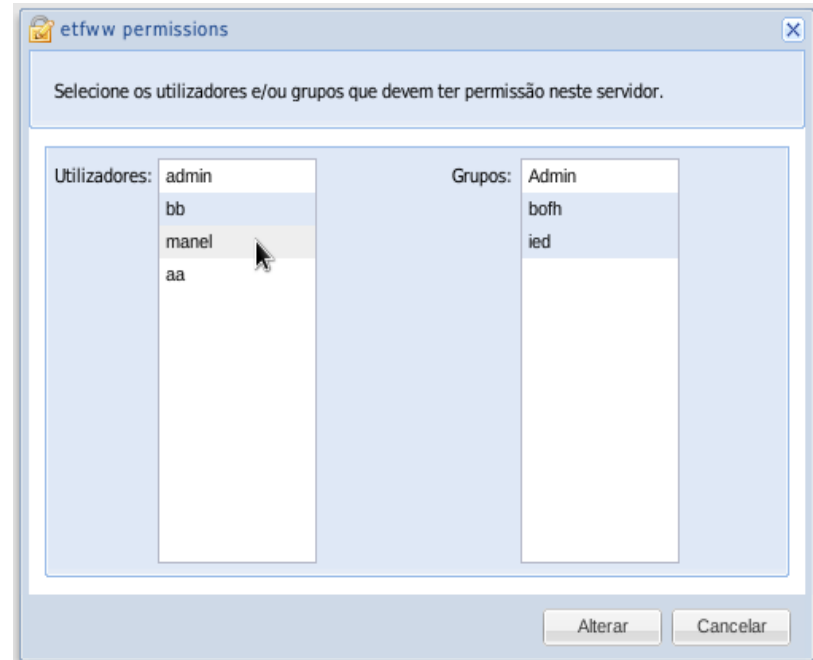 etfww permissions
Selecione os utilizadores e/ou grupos que devem ter permissão neste servidor.
Utilizadores:
admin
bb
manel
aa
Grupos:
Admin
bofh
ied
Alterar
Cancelar